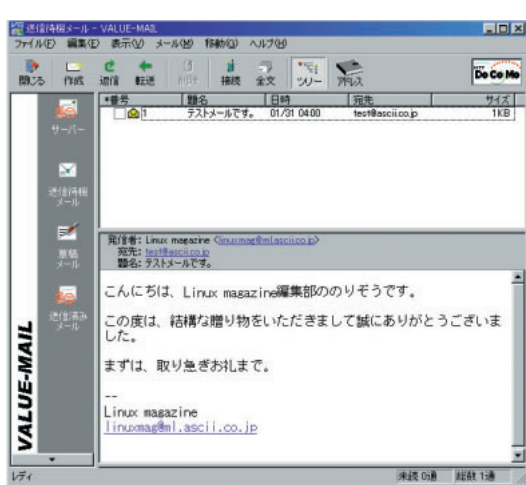 送信待機メール - VALUE-MAIL
ファイル(F) 編集(E) 表示(V) メール(M) 移動(Q) ヘルプ(H)
閉じる 作成 返信 転送 削除 接続 全文 ツリー アドレス
NTT DoCoMo
*番号 題名 日時 宛先 サイズ
1 テストメールです。 01/31 04:00 test@ascii.co.jp 1KB
サーバー
送信待機
メール
草稿
メール
送信済み
メール
VALUE-MAIL
発信者: Linux magazine <linuxmag@ml.ascii.co.jp>
宛先: test@ascii.co.jp
題名: テストメールです。
こんにちは、Linux magazine編集部ののりぞうです。
この度は、結構な贈り物をいただきまして誠にありがとうございま
した。
まずは、取り急ぎお礼まで。
--
Linux magazine
linuxmag@ml.ascii.co.jp
レディ 未読 0通 総数 1通